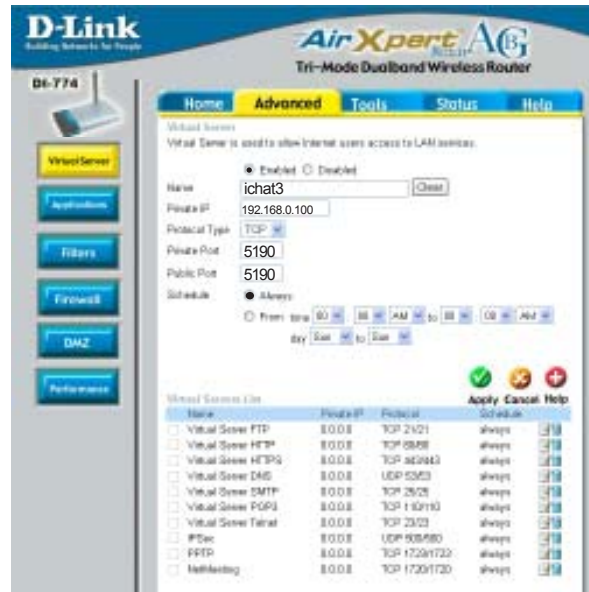 D-Link
Building Networks for People
AirXpert ABG
Tri-Mode Dualband Wireless Router
DI-774
Home Advanced Tools Status Help
Virtual Server
Applications
Filters
Firewall
DMZ
Performance
Virtual Server
Virtual Server is used to allow Internet users access to LAN services.
Enabled Disabled
Name ichat3 Clear
Private IP 192.168.0.100
Protocol Type TCP
Private Port 5190
Public Port 5190
Schedule Always
From time 00 00 AM to 00 00 AM
day Sun to Sun
Apply Cancel Help
Virtual Servers List
Name Private IP Protocol Schedule
Virtual Server FTP 0.0.0.0 TCP 21/21 always
Virtual Server HTTP 0.0.0.0 TCP 80/80 always
Virtual Server HTTPS 0.0.0.0 TCP 443/443 always
Virtual Server DNS 0.0.0.0 UDP 53/53 always
Virtual Server SMTP 0.0.0.0 TCP 25/25 always
Virtual Server POP3 0.0.0.0 TCP 110/110 always
Virtual Server Telnet 0.0.0.0 TCP 23/23 always
IPSec 0.0.0.0 UDP 500/500 always
PPTP 0.0.0.0 TCP 1723/1723 always
NetMeeting 0.0.0.0 TCP 1720/1720 always